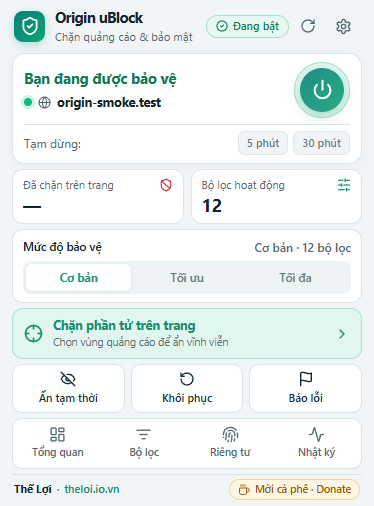 Origin uBlock
Chặn quảng cáo & bảo mật
Đang bật
Bạn đang được bảo vệ
origin-smoke.test
Tạm dừng:
5 phút
30 phút
Đã chặn trên trang
—
Bộ lọc hoạt động
12
Mức độ bảo vệ
Cơ bản · 12 bộ lọc
Cơ bản
Tối ưu
Tối đa
Chặn phần tử trên trang
Chọn vùng quảng cáo để ẩn vĩnh viễn
Ẩn tạm thời
Khôi phục
Báo lỗi
Tổng quan
Bộ lọc
Riêng tư
Nhật ký
Thế Lợi · theloi.io.vn
Mời cà phê · Donate